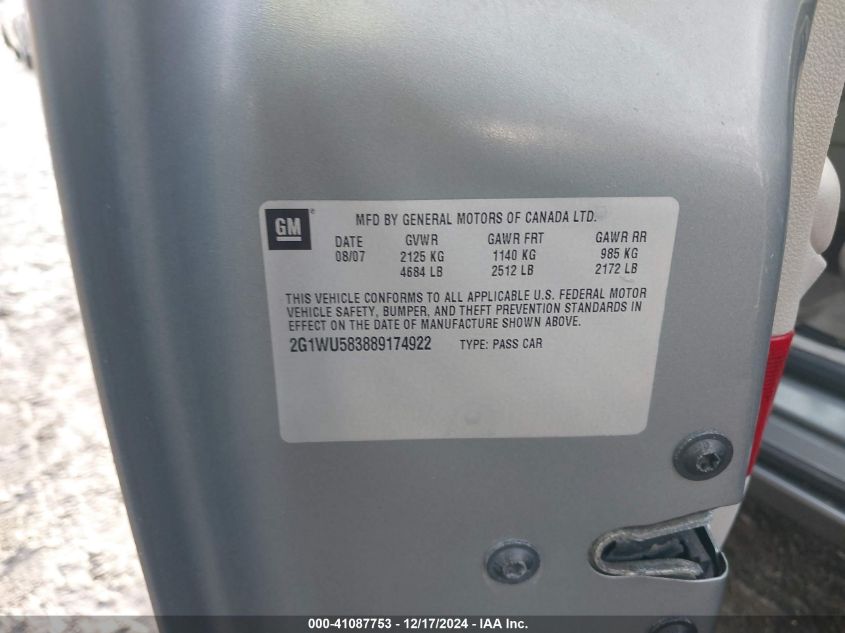 GM
MFD BY GENERAL MOTORS OF CANADA LTD.
DATE GVWR GAWR FRT GAWR RR
08/07 2125 KG 1140 KG 985 KG
4684 LB 2512 LB 2172 LB
THIS VEHICLE CONFORMS TO ALL APPLICABLE U.S. FEDERAL MOTOR
VEHICLE SAFETY, BUMPER, AND THEFT PREVENTION STANDARDS IN
EFFECT ON THE DATE OF MANUFACTURE SHOWN ABOVE.
2G1WU583889174922 TYPE: PASS CAR
000-41087753 - 12/17/2024 - IAA Inc.